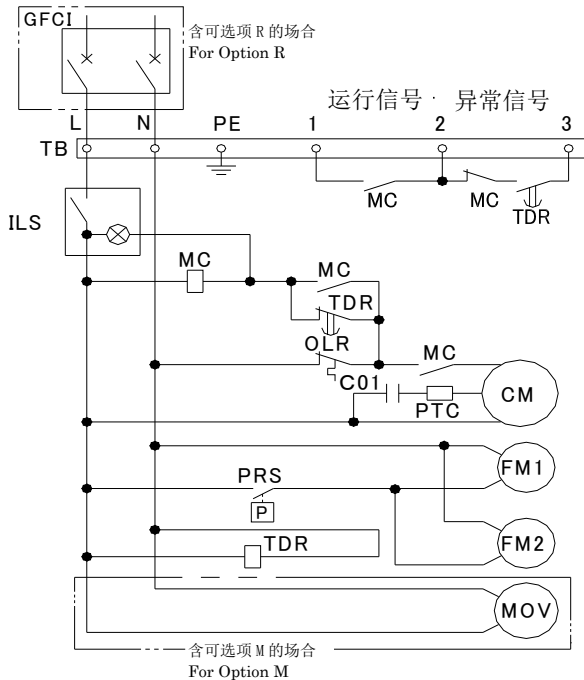 GFCI
含可选项 R 的场合
For Option R
运行信号 · 异常信号
L N PE 1 2 3
TB
MC MC TDR
ILS
MC MC
TDR
OLR
MC
C01
PTC
CM
FM1
PRS
P
TDR
FM2
MOV
含可选项 M 的场合
For Option M